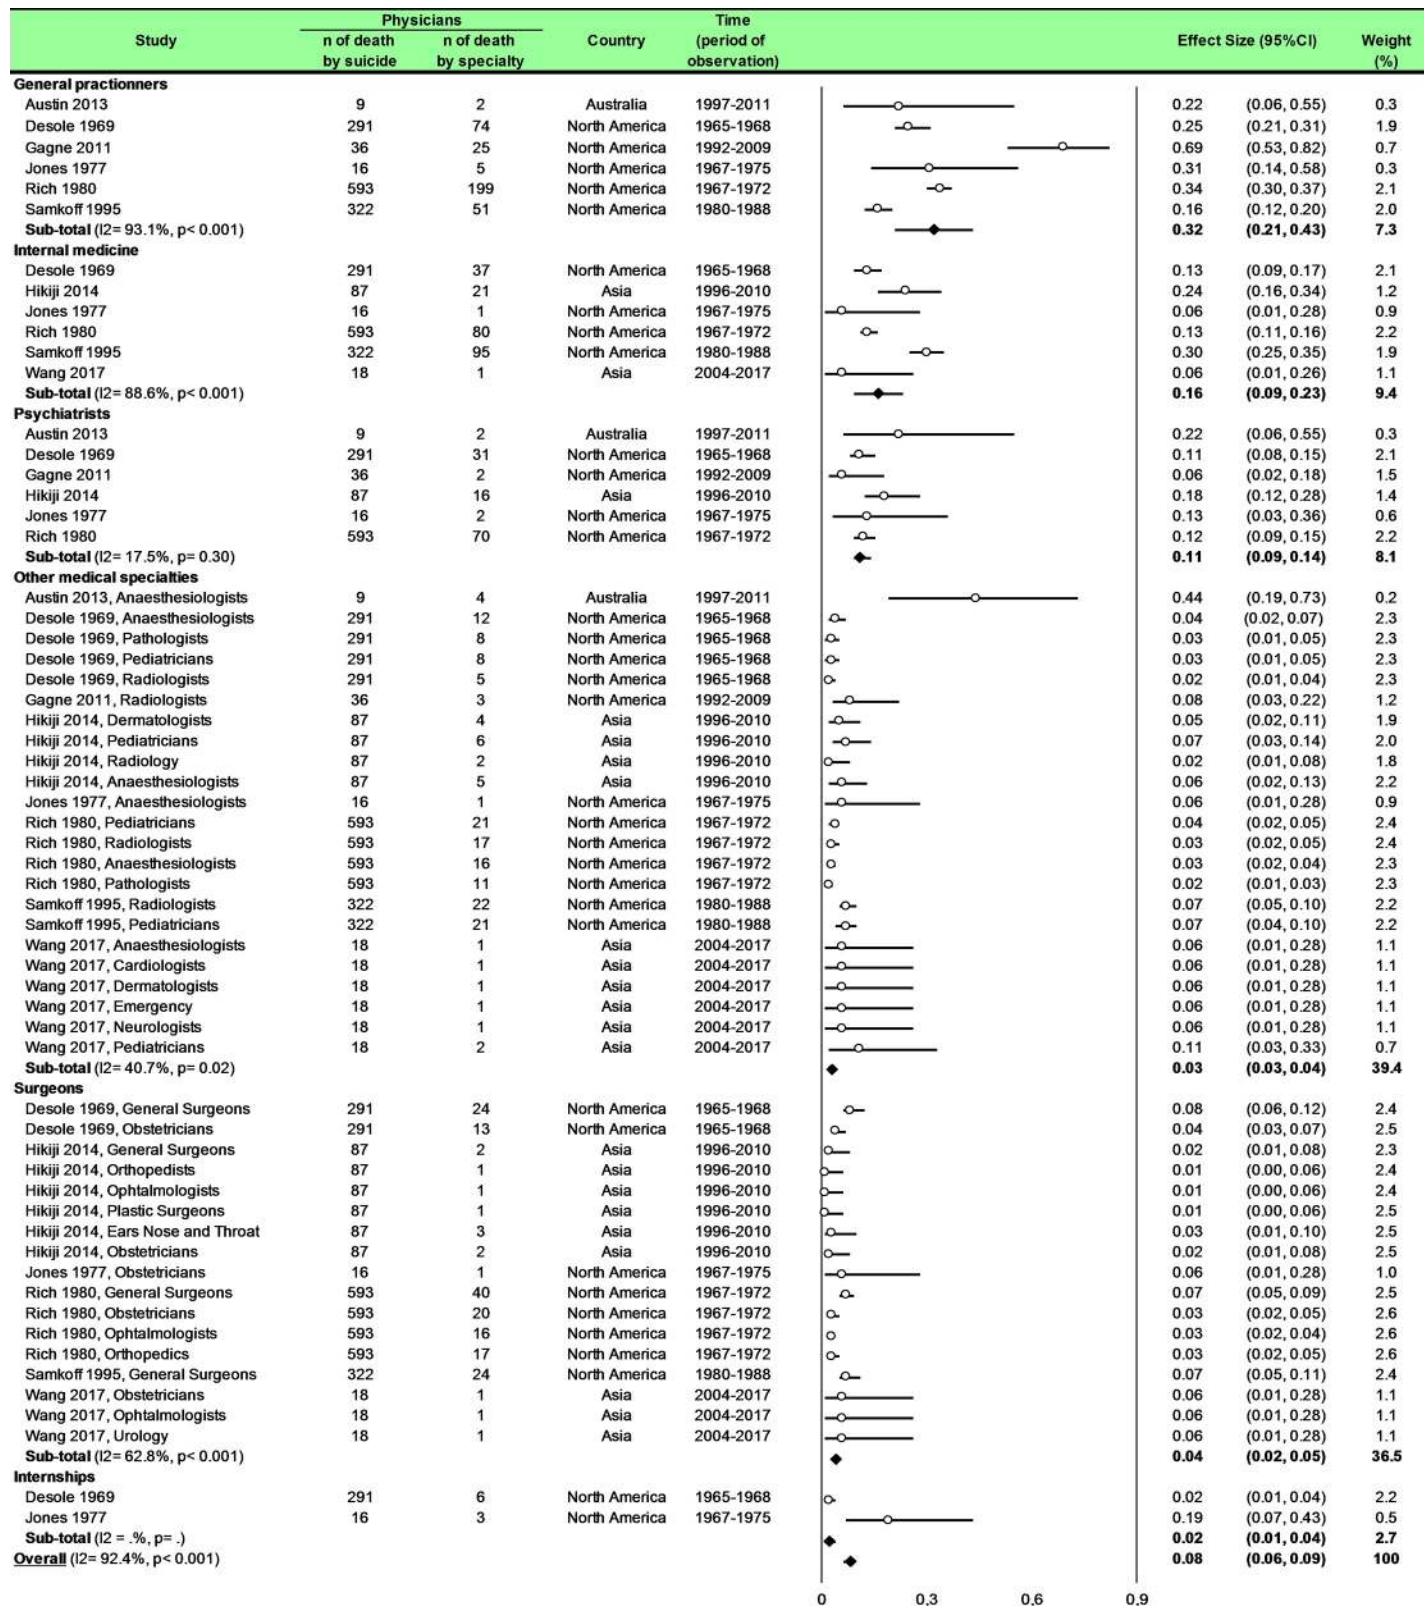 Physicians Time
Study n of death n of death Country (period of Effect Size (95%CI) Weight
by suicide by specialty observation) (%)
General practionners
Austin 2013 9 2 Australia 1997-2011 0.22 (0.06, 0.55) 0.3
Desole 1969 291 74 North America 1965-1968 0.25 (0.21, 0.31) 1.9
Gagne 2011 36 25 North America 1992-2009 0.69 (0.53, 0.82) 0.7
Jones 1977 16 5 North America 1967-1975 0.31 (0.14, 0.58) 0.3
Rich 1980 593 199 North America 1967-1972 0.34 (0.30, 0.37) 2.1
Samkoff 1995 322 51 North America 1980-1988 0.16 (0.12, 0.20) 2.0
Sub-total (I2= 93.1%, p< 0.001) 0.32 (0.21, 0.43) 7.3
Internal medicine
Desole 1969 291 37 North America 1965-1968 0.13 (0.09, 0.17) 2.1
Hikiji 2014 87 21 Asia 1996-2010 0.24 (0.16, 0.34) 1.2
Jones 1977 16 1 North America 1967-1975 0.06 (0.01, 0.28) 0.9
Rich 1980 593 80 North America 1967-1972 0.13 (0.11, 0.16) 2.2
Samkoff 1995 322 95 North America 1980-1988 0.30 (0.25, 0.35) 1.9
Wang 2017 18 1 Asia 2004-2017 0.06 (0.01, 0.26) 1.1
Sub-total (I2= 88.6%, p< 0.001) 0.16 (0.09, 0.23) 9.4
Psychiatrists
Austin 2013 9 2 Australia 1997-2011 0.22 (0.06, 0.55) 0.3
Desole 1969 291 31 North America 1965-1968 0.11 (0.08, 0.15) 2.1
Gagne 2011 36 2 North America 1992-2009 0.06 (0.02, 0.18) 1.5
Hikiji 2014 87 16 Asia 1996-2010 0.18 (0.12, 0.28) 1.4
Jones 1977 16 2 North America 1967-1975 0.13 (0.03, 0.36) 0.6
Rich 1980 593 70 North America 1967-1972 0.12 (0.09, 0.15) 2.2
Sub-total (I2= 17.5%, p= 0.30) 0.11 (0.09, 0.14) 8.1
Other medical specialties
Austin 2013, Anaesthesiologists 9 4 Australia 1997-2011 0.44 (0.19, 0.73) 0.2
Desole 1969, Anaesthesiologists 291 12 North America 1965-1968 0.04 (0.02, 0.07) 2.3
Desole 1969, Pathologists 291 8 North America 1965-1968 0.03 (0.01, 0.05) 2.3
Desole 1969, Pediatricians 291 8 North America 1965-1968 0.03 (0.01, 0.05) 2.3
Desole 1969, Radiologists 291 5 North America 1965-1968 0.02 (0.01, 0.04) 2.3
Gagne 2011, Radiologists 36 3 North America 1992-2009 0.08 (0.03, 0.22) 1.2
Hikiji 2014, Dermatologists 87 4 Asia 1996-2010 0.05 (0.02, 0.11) 1.9
Hikiji 2014, Pediatricians 87 6 Asia 1996-2010 0.07 (0.03, 0.14) 2.0
Hikiji 2014, Radiology 87 2 Asia 1996-2010 0.02 (0.01, 0.08) 1.8
Hikiji 2014, Anaesthesiologists 87 5 Asia 1996-2010 0.06 (0.02, 0.13) 2.2
Jones 1977, Anaesthesiologists 16 1 North America 1967-1975 0.06 (0.01, 0.28) 0.9
Rich 1980, Pediatricians 593 21 North America 1967-1972 0.04 (0.02, 0.05) 2.4
Rich 1980, Radiologists 593 17 North America 1967-1972 0.03 (0.02, 0.05) 2.4
Rich 1980, Anaesthesiologists 593 16 North America 1967-1972 0.03 (0.02, 0.04) 2.3
Rich 1980, Pathologists 593 11 North America 1967-1972 0.02 (0.01, 0.03) 2.3
Samkoff 1995, Radiologists 322 22 North America 1980-1988 0.07 (0.05, 0.10) 2.2
Samkoff 1995, Pediatricians 322 21 North America 1980-1988 0.07 (0.04, 0.10) 2.2
Wang 2017, Anaesthesiologists 18 1 Asia 2004-2017 0.06 (0.01, 0.28) 1.1
Wang 2017, Cardiologists 18 1 Asia 2004-2017 0.06 (0.01, 0.28) 1.1
Wang 2017, Dermatologists 18 1 Asia 2004-2017 0.06 (0.01, 0.28) 1.1
Wang 2017, Emergency 18 1 Asia 2004-2017 0.06 (0.01, 0.28) 1.1
Wang 2017, Neurologists 18 1 Asia 2004-2017 0.06 (0.01, 0.28) 1.1
Wang 2017, Pediatricians 18 2 Asia 2004-2017 0.11 (0.03, 0.33) 0.7
Sub-total (I2= 40.7%, p= 0.02) 0.03 (0.03, 0.04) 39.4
Surgeons
Desole 1969, General Surgeons 291 24 North America 1965-1968 0.08 (0.06, 0.12) 2.4
Desole 1969, Obstetricians 291 13 North America 1965-1968 0.04 (0.03, 0.07) 2.5
Hikiji 2014, General Surgeons 87 2 Asia 1996-2010 0.02 (0.01, 0.08) 2.3
Hikiji 2014, Orthopedists 87 1 Asia 1996-2010 0.01 (0.00, 0.06) 2.4
Hikiji 2014, Ophtalmologists 87 1 Asia 1996-2010 0.01 (0.00, 0.06) 2.4
Hikiji 2014, Plastic Surgeons 87 1 Asia 1996-2010 0.01 (0.00, 0.06) 2.5
Hikiji 2014, Ears Nose and Throat 87 3 Asia 1996-2010 0.03 (0.01, 0.10) 2.5
Hikiji 2014, Obstetricians 87 2 Asia 1996-2010 0.02 (0.01, 0.08) 2.5
Jones 1977, Obstetricians 16 1 North America 1967-1975 0.06 (0.01, 0.28) 1.0
Rich 1980, General Surgeons 593 40 North America 1967-1972 0.07 (0.05, 0.09) 2.5
Rich 1980, Obstetricians 593 20 North America 1967-1972 0.03 (0.02, 0.05) 2.6
Rich 1980, Ophtalmologists 593 16 North America 1967-1972 0.03 (0.02, 0.04) 2.6
Rich 1980, Orthopedics 593 17 North America 1967-1972 0.03 (0.02, 0.05) 2.6
Samkoff 1995, General Surgeons 322 24 North America 1980-1988 0.07 (0.05, 0.11) 2.4
Wang 2017, Obstetricians 18 1 Asia 2004-2017 0.06 (0.01, 0.28) 1.1
Wang 2017, Ophtalmologists 18 1 Asia 2004-2017 0.06 (0.01, 0.28) 1.1
Wang 2017, Urology 18 1 Asia 2004-2017 0.06 (0.01, 0.28) 1.1
Sub-total (I2= 62.8%, p< 0.001) 0.04 (0.02, 0.05) 36.5
Internships
Desole 1969 291 6 North America 1965-1968 0.02 (0.01, 0.04) 2.2
Jones 1977 16 3 North America 1967-1975 0.19 (0.07, 0.43) 0.5
Sub-total (I2 = .%, p= .) 0.02 (0.01, 0.04) 2.7
Overall (I2= 92.4%, p< 0.001) 0.08 (0.06, 0.09) 100
0 0.3 0.6 0.9